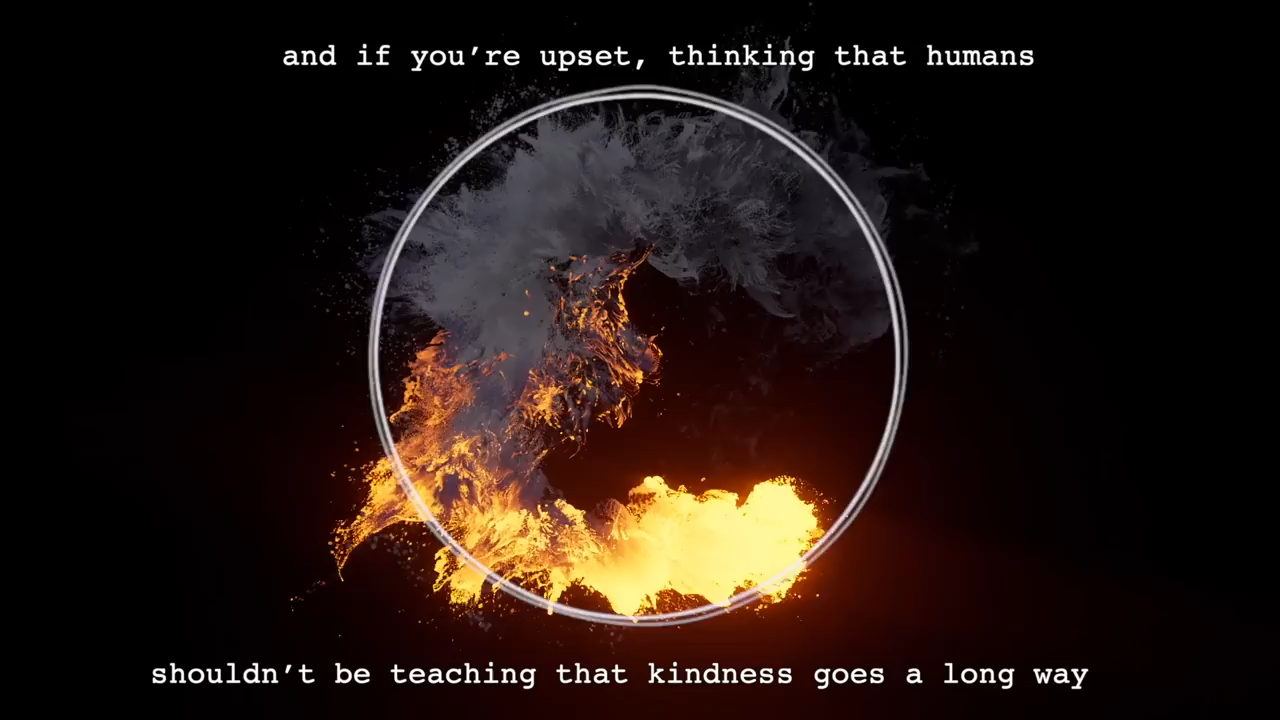 and if you’re upset, thinking that humans
shouldn’t be teaching that kindness goes a long way